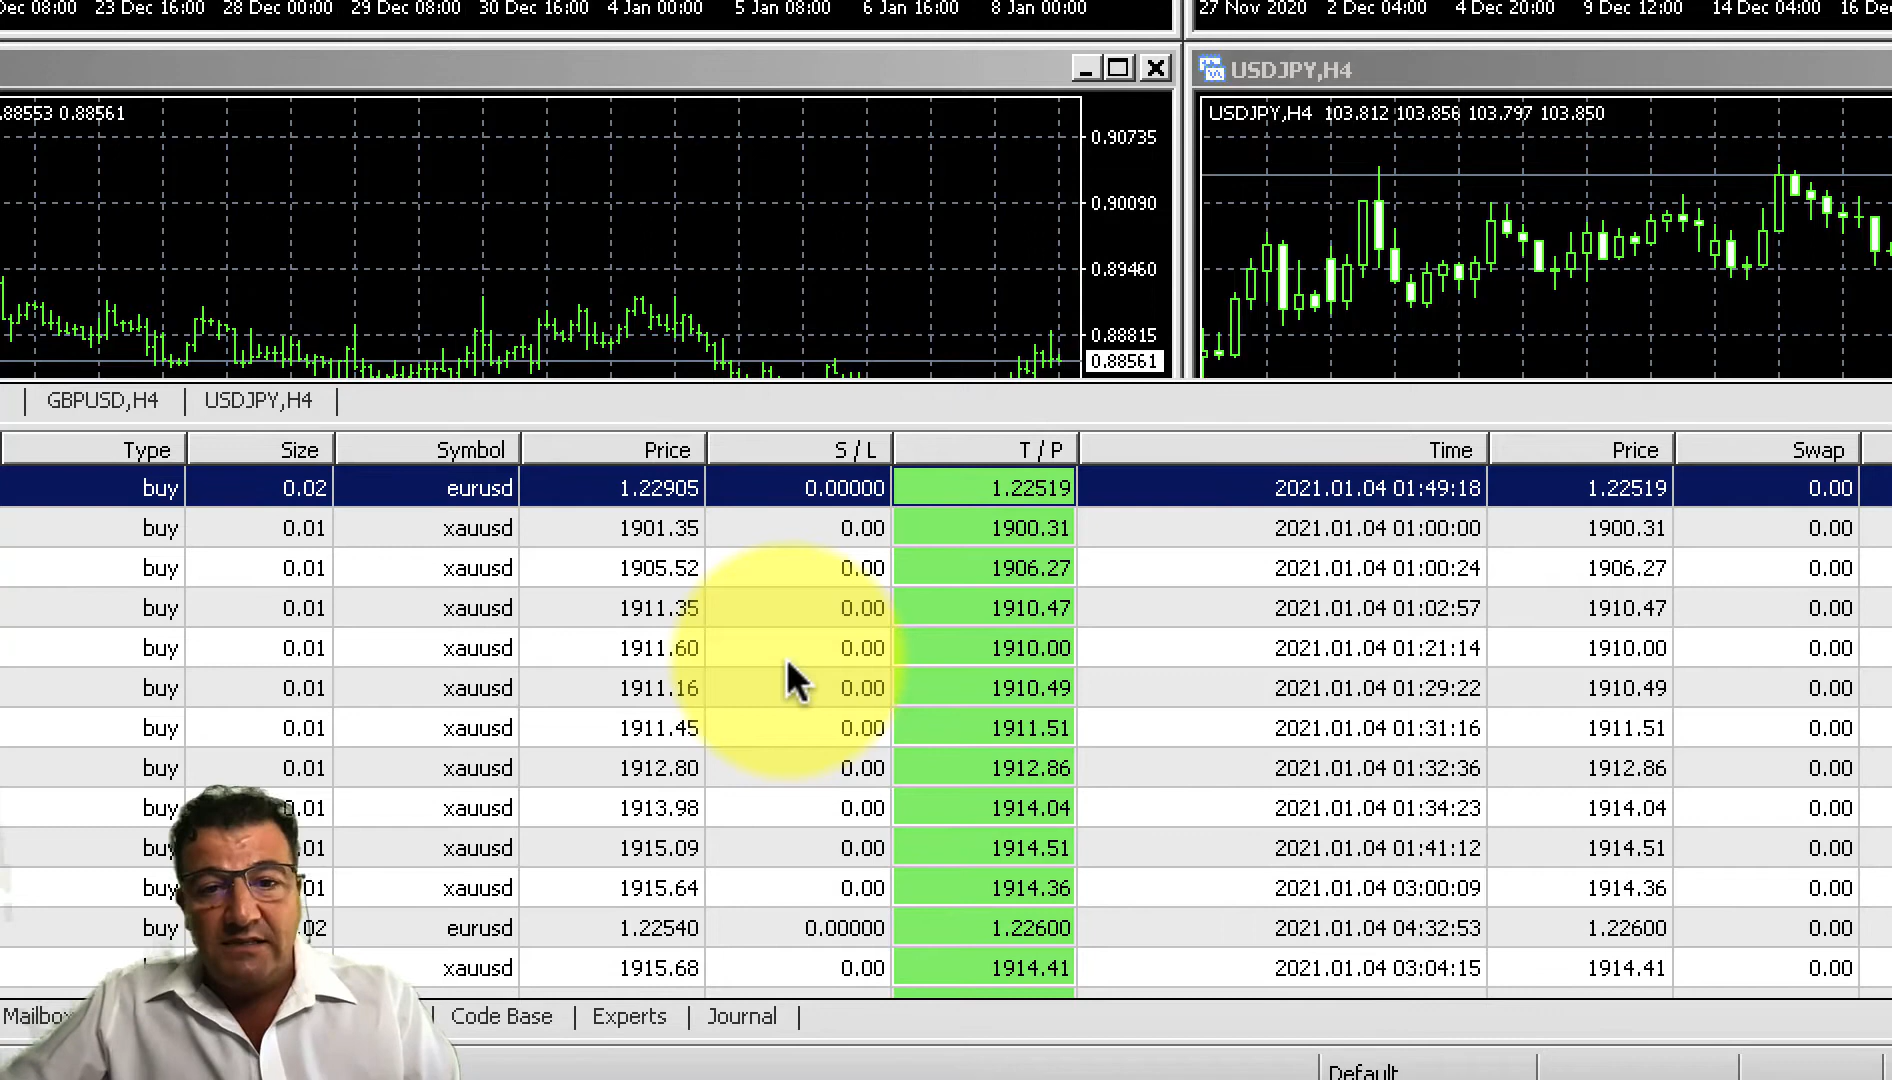 Dec 08:00 23 Dec 16:00 28 Dec 00:00 29 Dec 08:00 30 Dec 16:00 4 Jan 00:00 5 Jan 08:00 6 Jan 16:00 8 Jan 00:00
27 Nov 2020 2 Dec 04:00 4 Dec 20:00 9 Dec 12:00 14 Dec 04:00 16 De
USDJPY,H4
.88553 0.88561
0.90735
0.90090
0.89460
0.88815
0.88561
USDJPY,H4 103.812 103.856 103.797 103.850
GBPUSD,H4 | USDJPY,H4 |
Type Size Symbol Price S / L T / P Time Price Swap
buy 0.02 eurusd 1.22905 0.00000 1.22519 2021.01.04 01:49:18 1.22519 0.00
buy 0.01 xauusd 1901.35 0.00 1900.31 2021.01.04 01:00:00 1900.31 0.00
buy 0.01 xauusd 1905.52 0.00 1906.27 2021.01.04 01:00:24 1906.27 0.00
buy 0.01 xauusd 1911.35 0.00 1910.47 2021.01.04 01:02:57 1910.47 0.00
buy 0.01 xauusd 1911.60 0.00 1910.00 2021.01.04 01:21:14 1910.00 0.00
buy 0.01 xauusd 1911.16 0.00 1910.49 2021.01.04 01:29:22 1910.49 0.00
buy 0.01 xauusd 1911.45 0.00 1911.51 2021.01.04 01:31:16 1911.51 0.00
buy 0.01 xauusd 1912.80 0.00 1912.86 2021.01.04 01:32:36 1912.86 0.00
buy 0.01 xauusd 1913.98 0.00 1914.04 2021.01.04 01:34:23 1914.04 0.00
buy .01 xauusd 1915.09 0.00 1914.51 2021.01.04 01:41:12 1914.51 0.00
buy 01 xauusd 1915.64 0.00 1914.36 2021.01.04 03:00:09 1914.36 0.00
buy 02 eurusd 1.22540 0.00000 1.22600 2021.01.04 04:32:53 1.22600 0.00
xauusd 1915.68 0.00 1914.41 2021.01.04 03:04:15 1914.41 0.00
Mailbox | Code Base | Experts | Journal |
Default